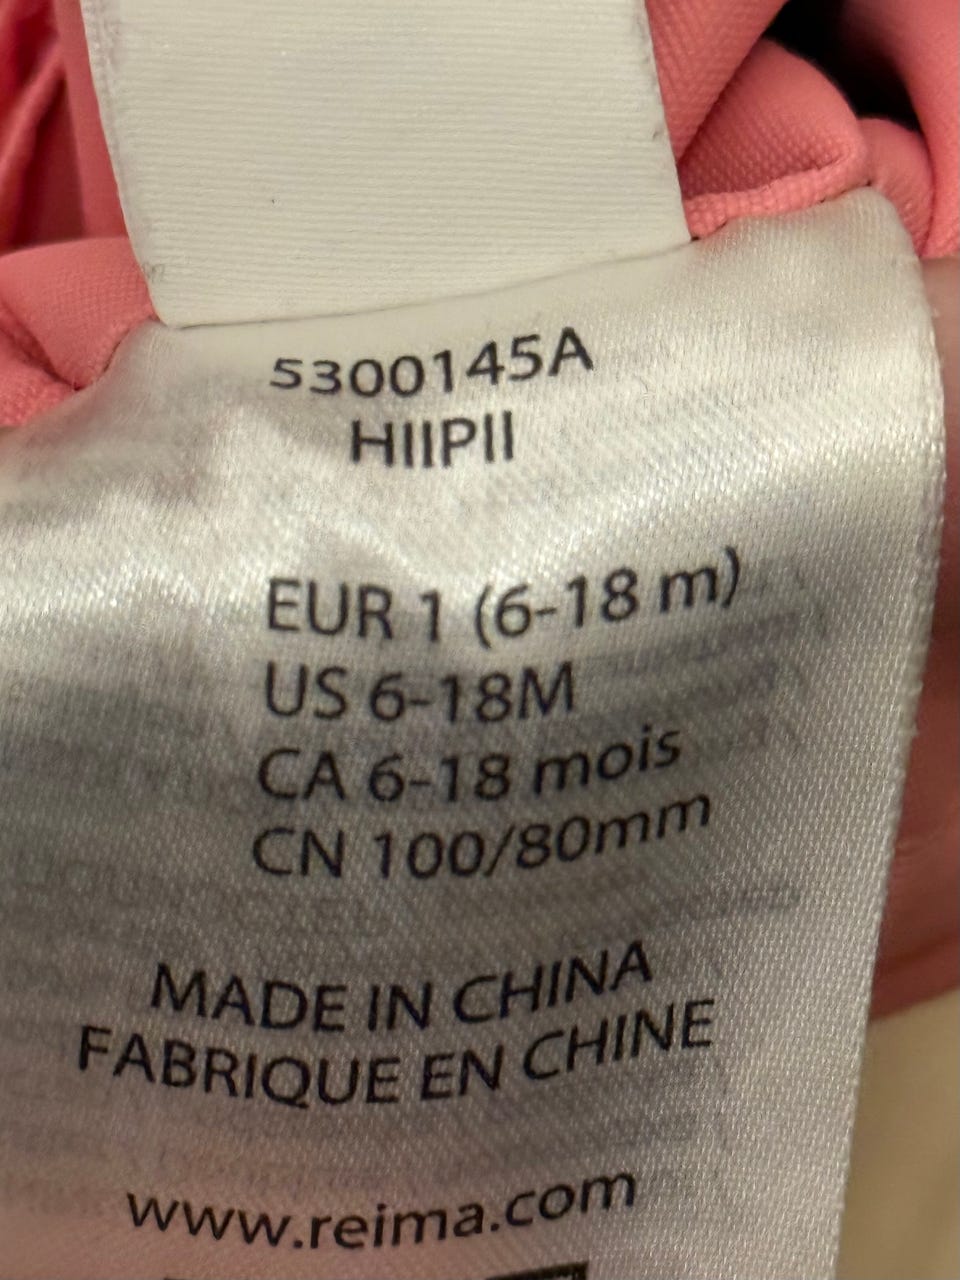 5300145A
HIIPII
EUR 1 (6-18 m)
US 6-18M
CA 6-18 mois
CN 100/80mm
MADE IN CHINA
FABRIQUE EN CHINE
www.reima.com